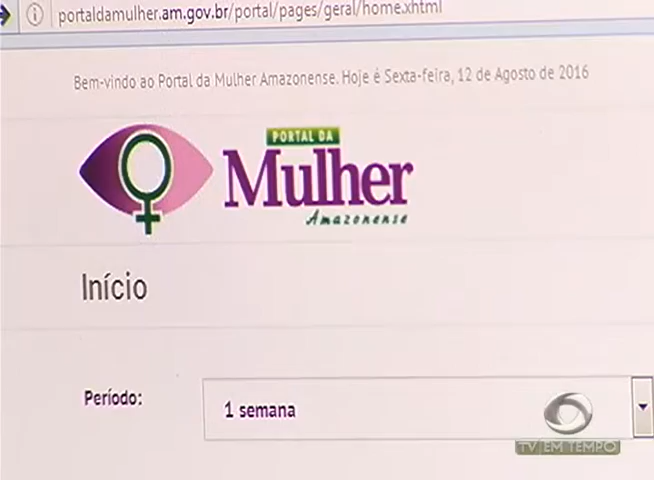 portaldamulher.am.gov.br/portal/pages/geral/home.xhtml
Bem-vindo ao Portal da Mulher Amazonense. Hoje é Sexta-feira, 12 de Agosto de 2016
PORTAL DA
Mulher
Amazonense
Início
Período:
1 semana
TV EM TEMPO